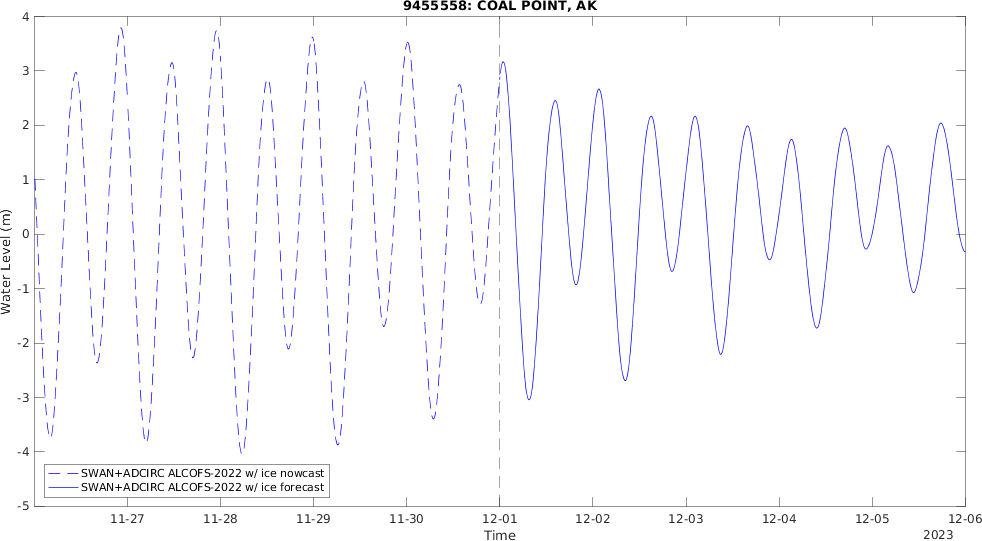 9455558: COAL POINT, AK
Water Level (m)
4
3
2
1
0
-1
-2
-3
-4
-5
SWAN+ADCIRC ALCOFS-2022 w/ ice nowcast
SWAN+ADCIRC ALCOFS-2022 w/ ice forecast
11-27 11-28 11-29 11-30 12-01 12-02 12-03 12-04 12-05 12-06
Time
2023